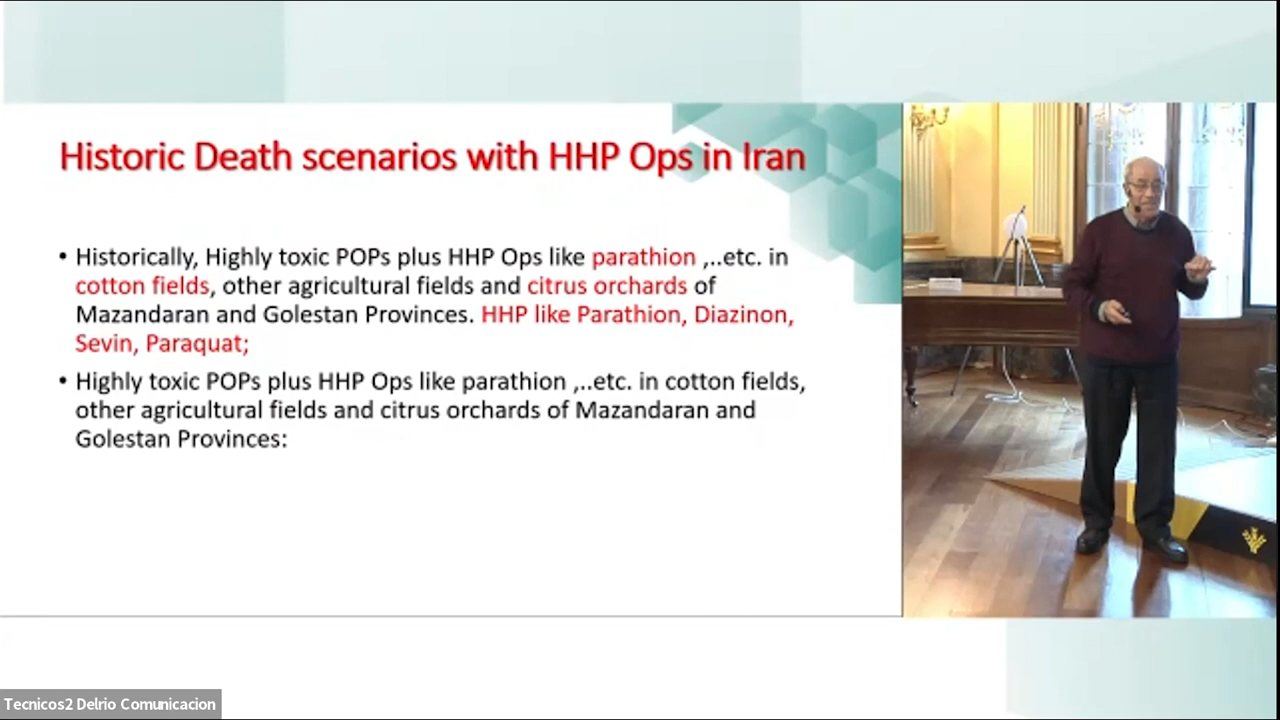 Historic Death scenarios with HHP Ops in Iran
• Historically, Highly toxic POPs plus HHP Ops like parathion ,..etc. in
cotton fields, other agricultural fields and citrus orchards of
Mazandaran and Golestan Provinces. HHP like Parathion, Diazinon,
Sevin, Paraquat;
• Highly toxic POPs plus HHP Ops like parathion ,..etc. in cotton fields,
other agricultural fields and citrus orchards of Mazandaran and
Golestan Provinces:
Tecnicos2 Delrio Comunicacion